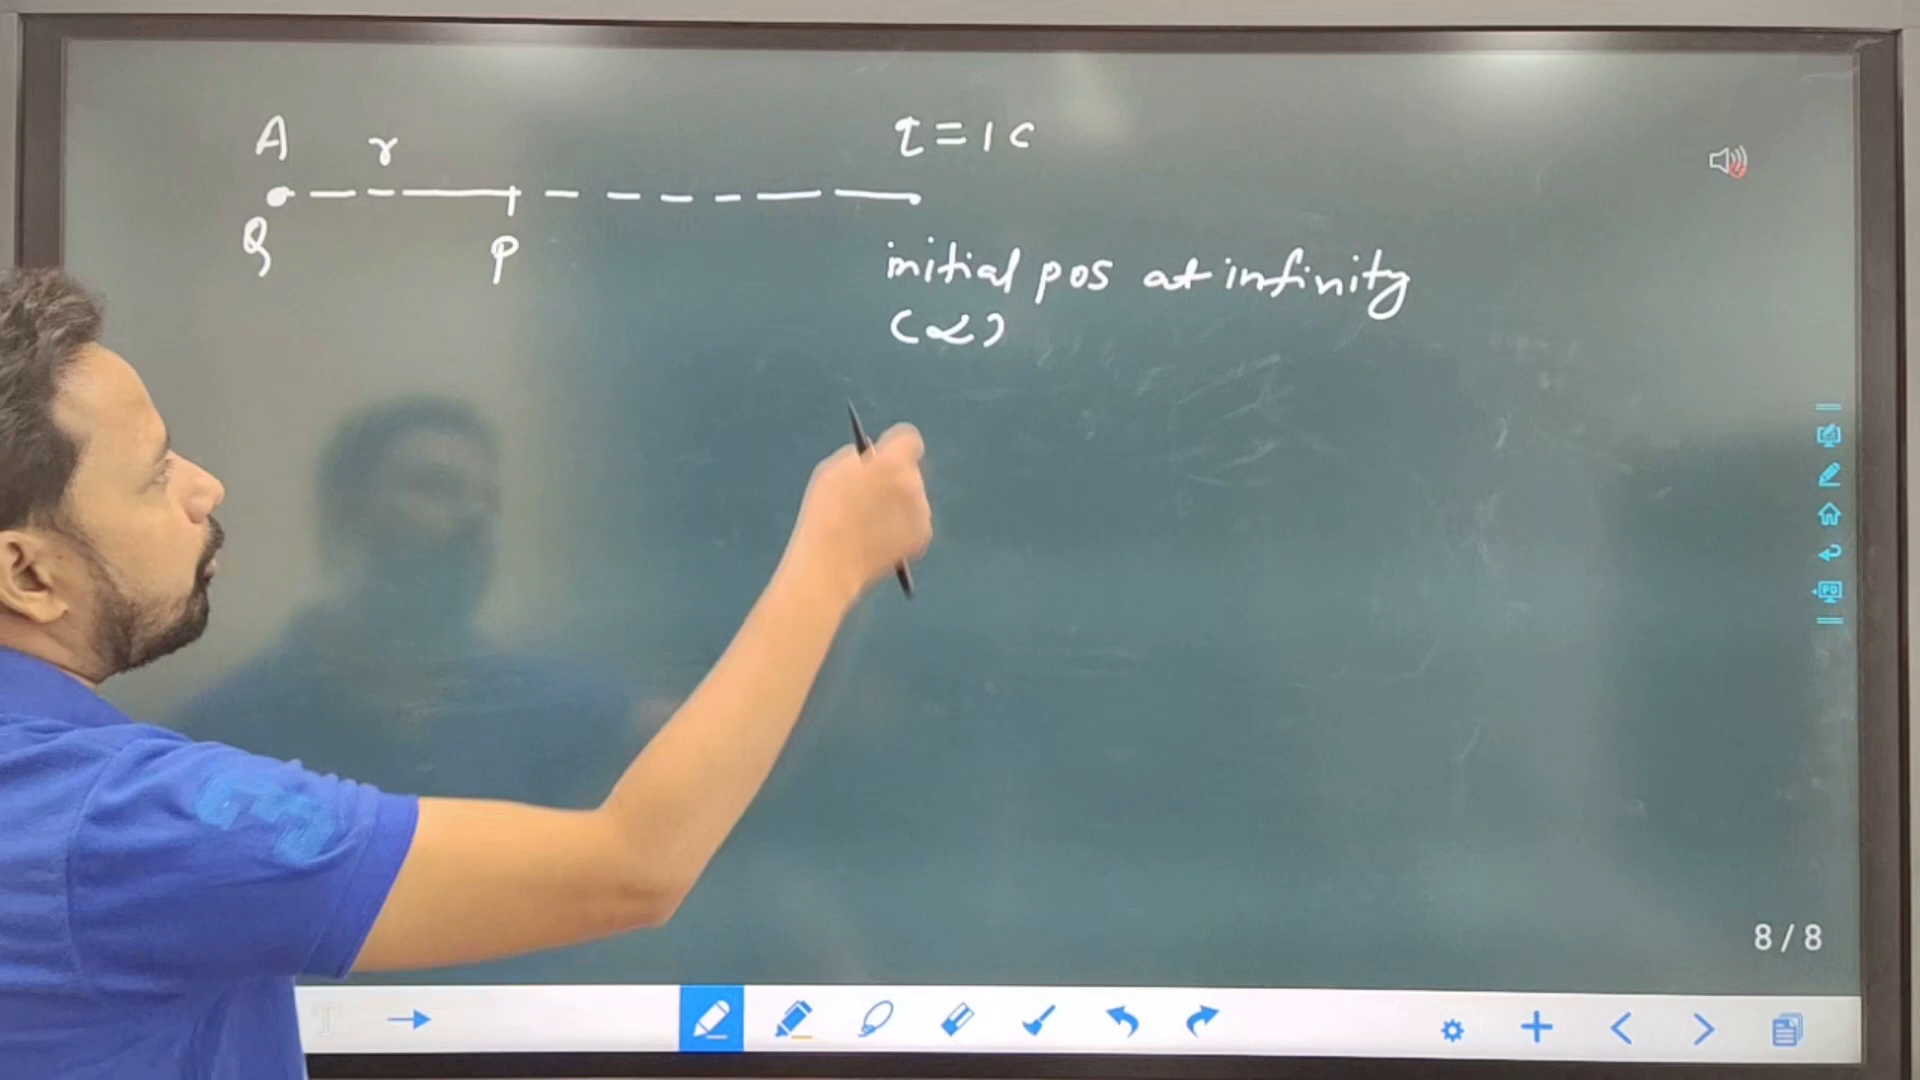 A r q = 1 C
Q P
initial pos at infinity
(∝)
8 / 8